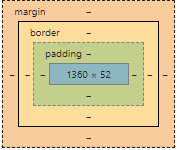 margin –
border –
padding –
– – – 1360 × 52 – – –
–
–
–